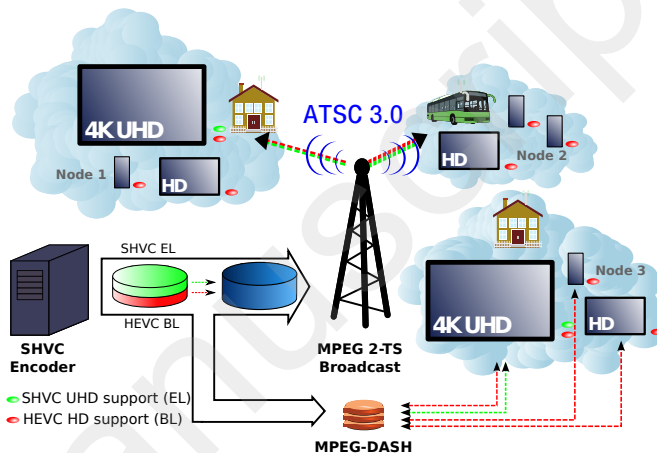 4K UHD
Node 1
HD
ATSC 3.0
HD
Node 2
SHVC EL
HEVC BL
SHVC
Encoder
MPEG 2-TS
Broadcast
4K UHD
Node 3
HD
SHVC UHD support (EL)
HEVC HD support (BL)
MPEG-DASH
anuscrip